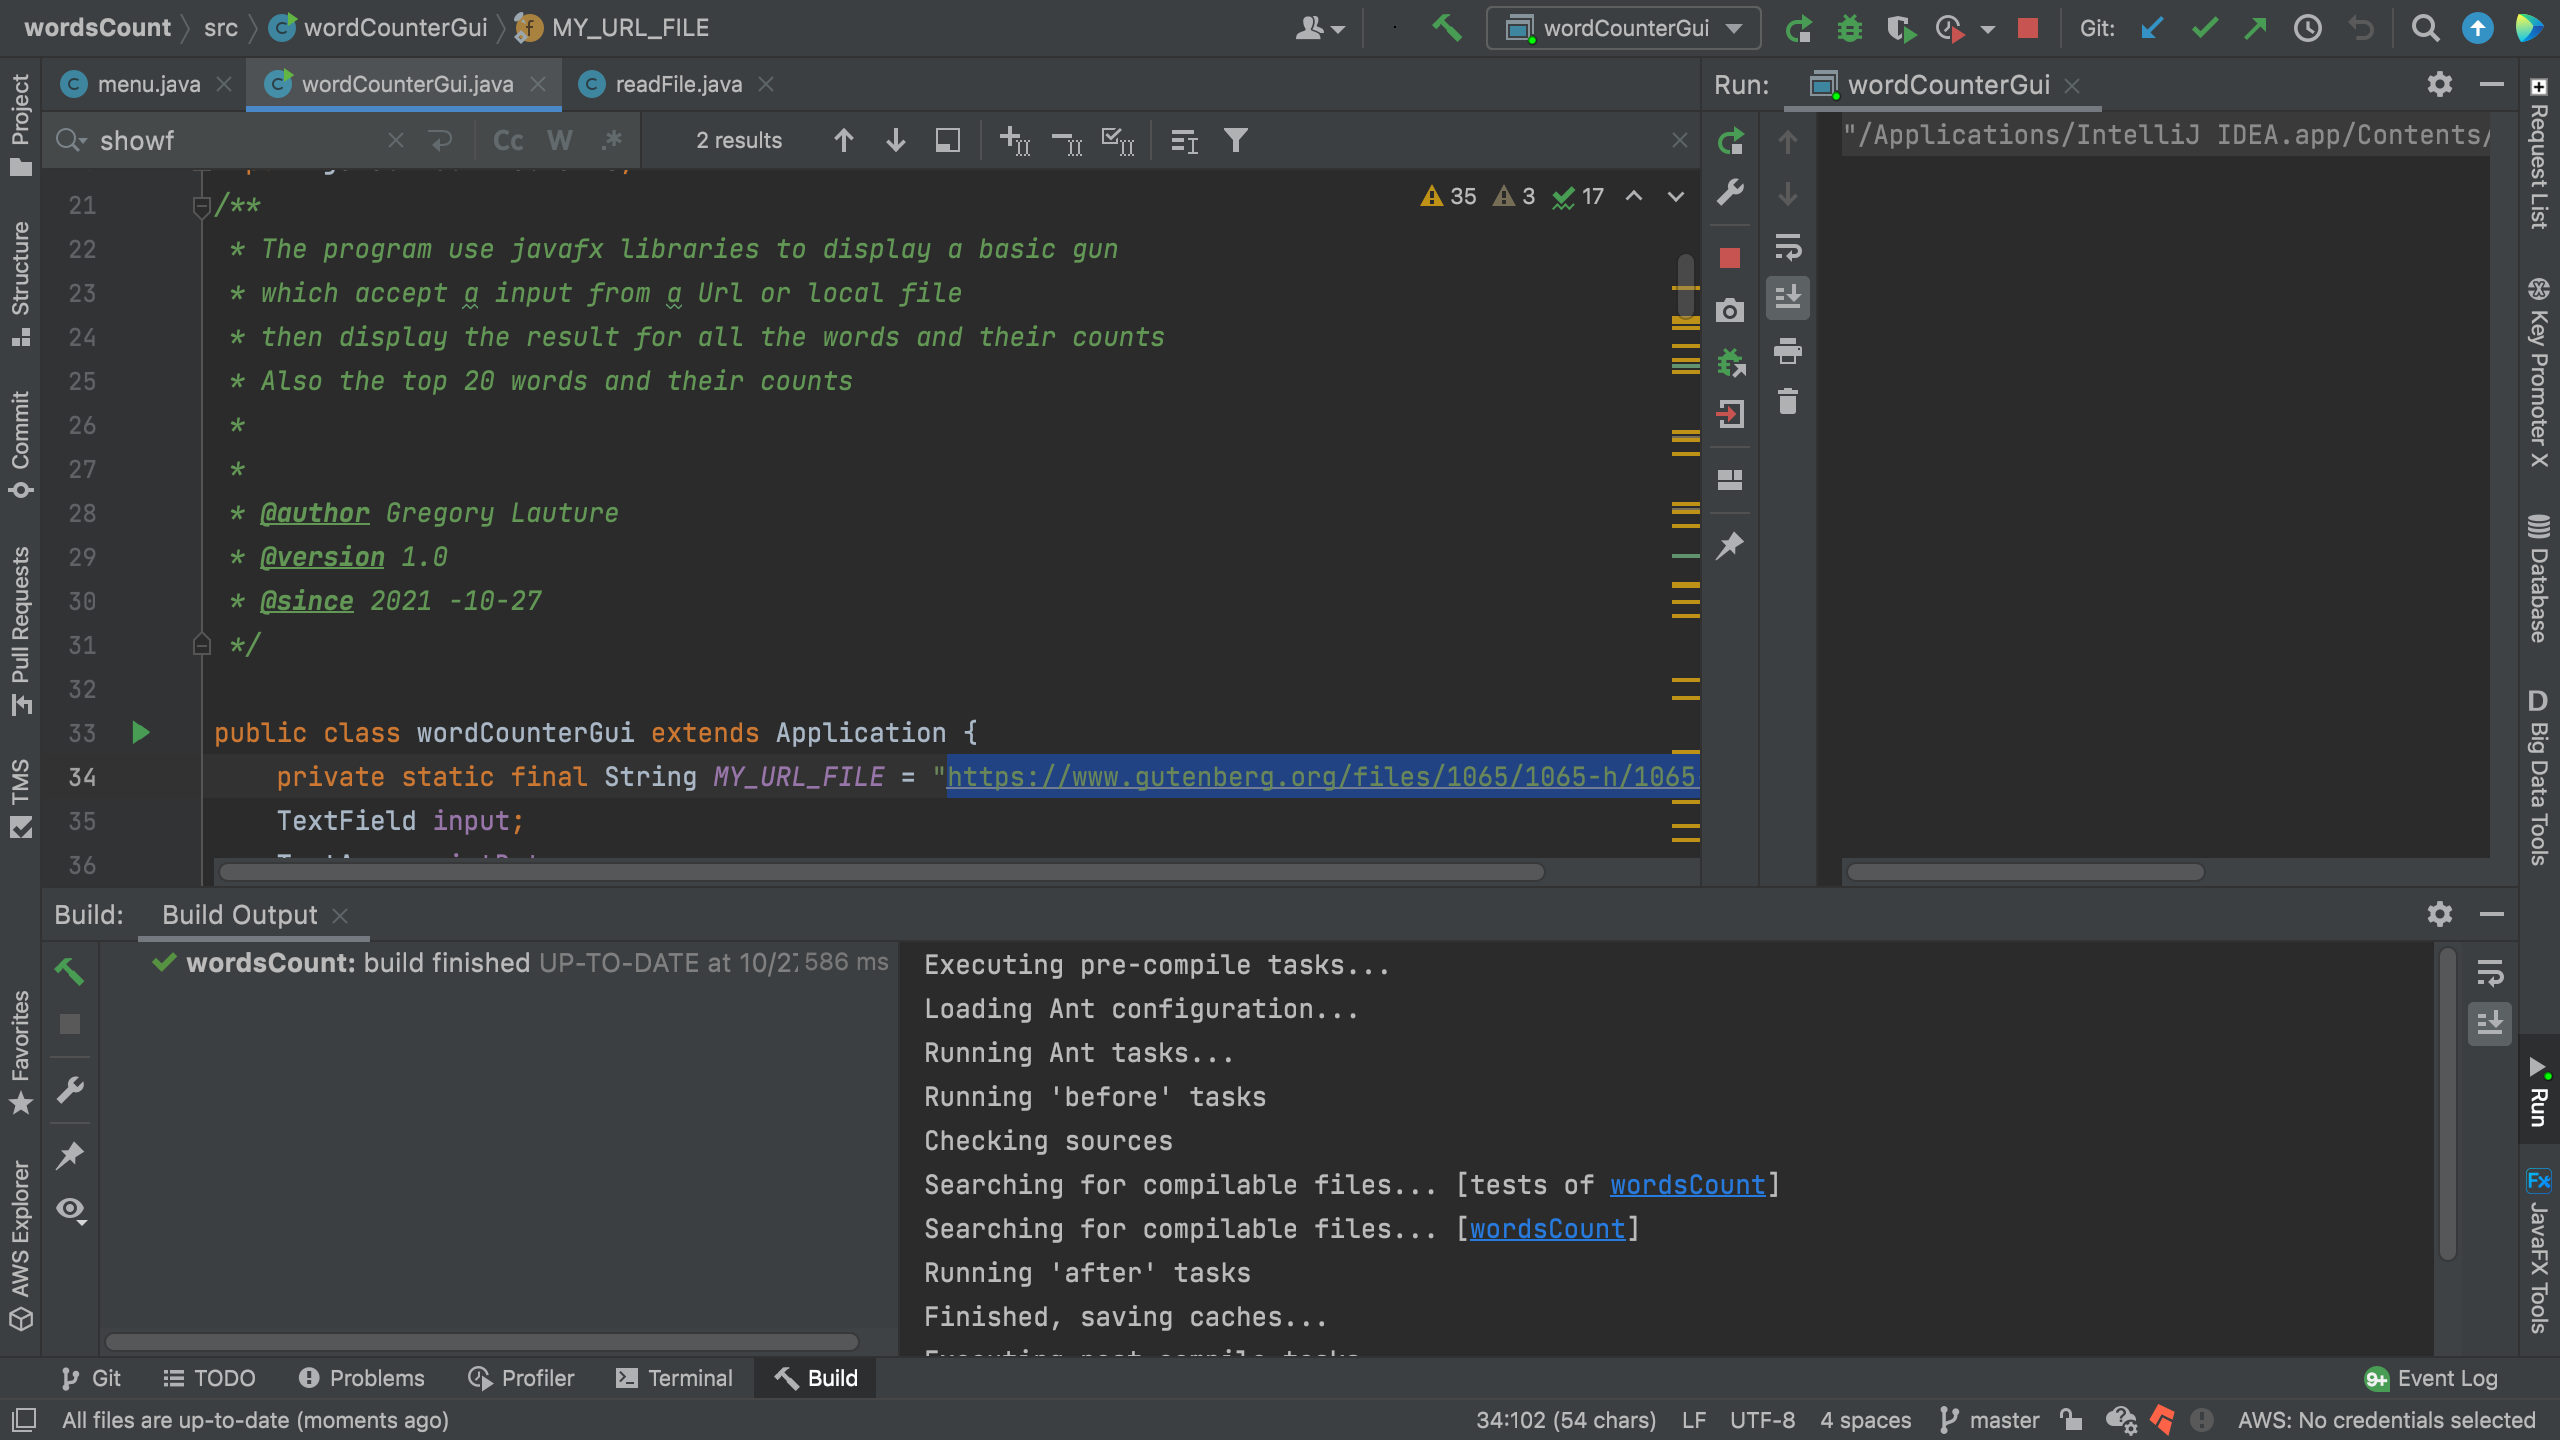 wordsCount src wordCounterGui MY_URL_FILE
wordCounterGui
Git:
menu.java wordCounterGui.java readFile.java
Run: wordCounterGui
showf
Cc W .*
2 results
35 3 17
"/Applications/IntelliJ IDEA.app/Contents/
21 /**
22 * The program use javafx libraries to display a basic gun
23 * which accept a input from a Url or local file
24 * then display the result for all the words and their counts
25 * Also the top 20 words and their counts
26 *
27 *
28 * @author Gregory Lauture
29 * @version 1.0
30 * @since 2021 -10-27
31 */
32
33 public class wordCounterGui extends Application {
34 private static final String MY_URL_FILE = "https://www.gutenberg.org/files/1065/1065-h/1065
35 TextField input;
36
Project
Structure
Commit
Pull Requests
TMS
Favorites
AWS Explorer
Request List
Key Promoter X
Database
D Big Data Tools
Run
Fx JavaFX Tools
Build: Build Output
wordsCount: build finished UP-TO-DATE at 10/27 586 ms
Executing pre-compile tasks...
Loading Ant configuration...
Running Ant tasks...
Running 'before' tasks
Checking sources
Searching for compilable files... [tests of wordsCount]
Searching for compilable files... [wordsCount]
Running 'after' tasks
Finished, saving caches...
Executing post-compile tasks
Git TODO Problems Profiler Terminal Build
9+ Event Log
All files are up-to-date (moments ago)
34:102 (54 chars) LF UTF-8 4 spaces master AWS: No credentials selected